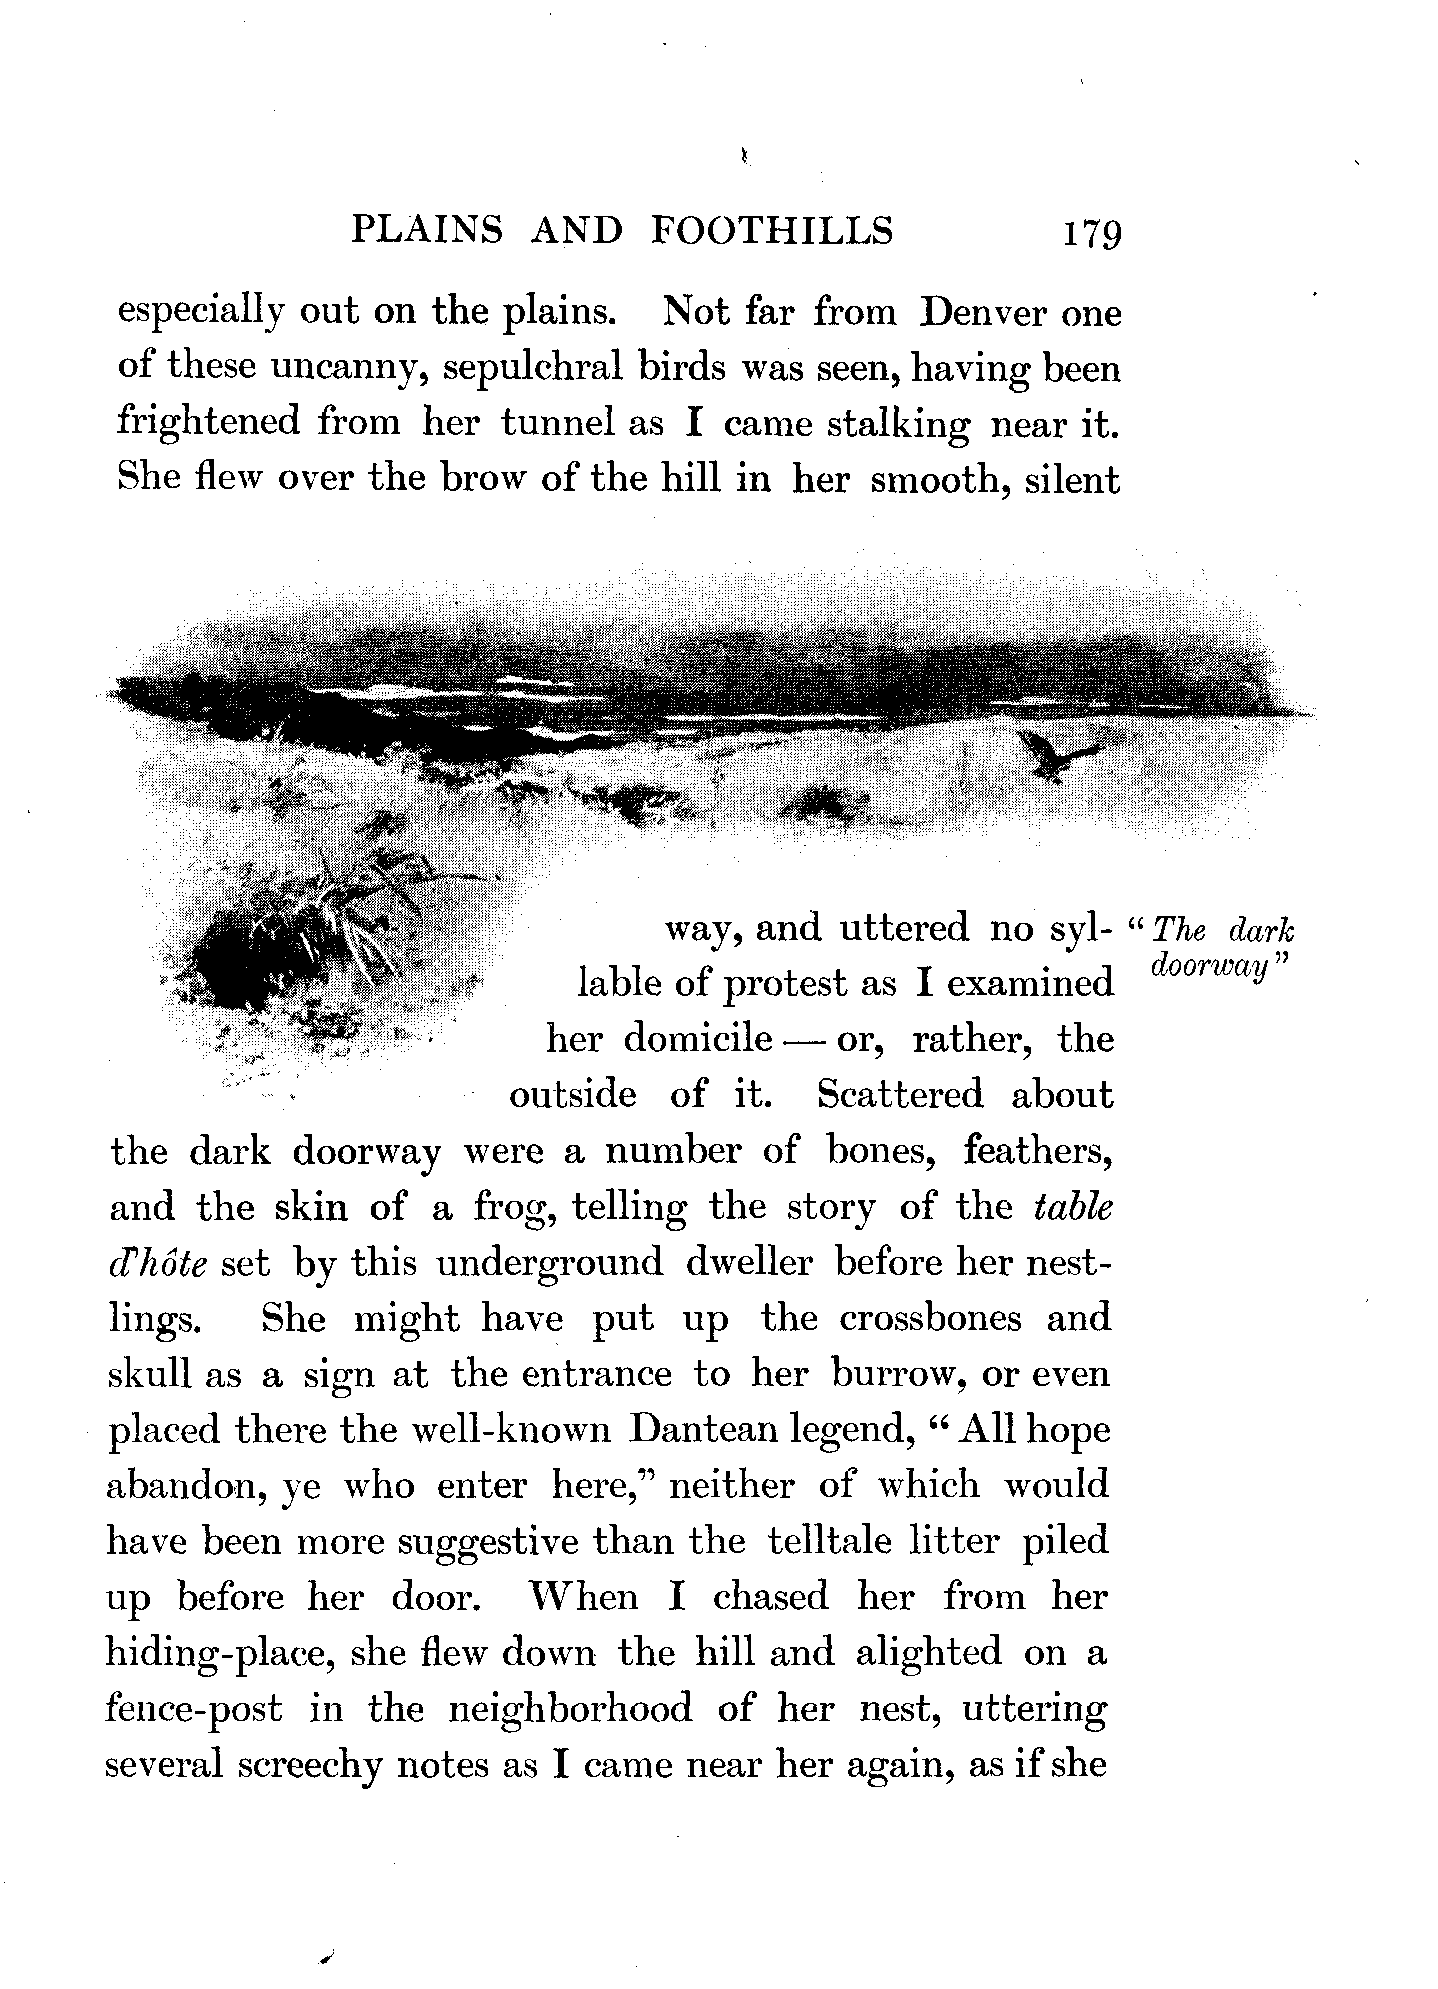 PLAINS AND FOOTHILLS 179
especially out on the plains. Not far from Denver one
of these uncanny, sepulchral birds was seen, having been
frightened from her tunnel as I came stalking near it.
She flew over the brow of the hill in her smooth, silent
way, and uttered no syl-
lable of protest as I examined
her domicile — or, rather, the
outside of it. Scattered about
the dark doorway were a number of bones, feathers,
and the skin of a frog, telling the story of the table
d'hôte set by this underground dweller before her nest-
lings. She might have put up the crossbones and
skull as a sign at the entrance to her burrow, or even
placed there the well-known Dantean legend, “ All hope
abandon, ye who enter here,” neither of which would
have been more suggestive than the telltale litter piled
up before her door. When I chased her from her
hiding-place, she flew down the hill and alighted on a
fence-post in the neighborhood of her nest, uttering
several screechy notes as I came near her again, as if she
“ The dark
doorway ”